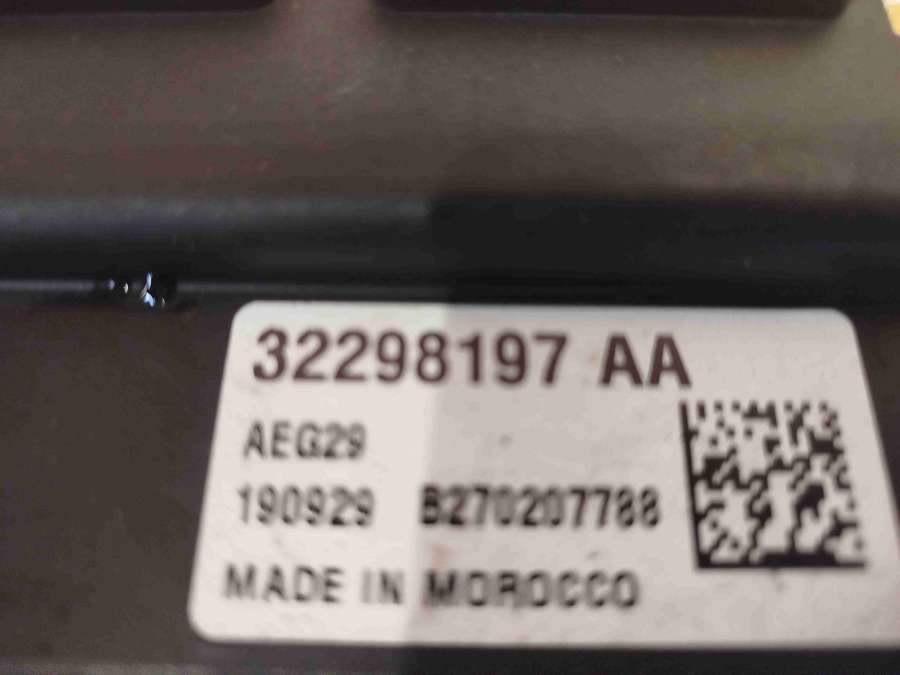 32298197 AA
AEG29
190929 B270207788
MADE IN MOROCCO